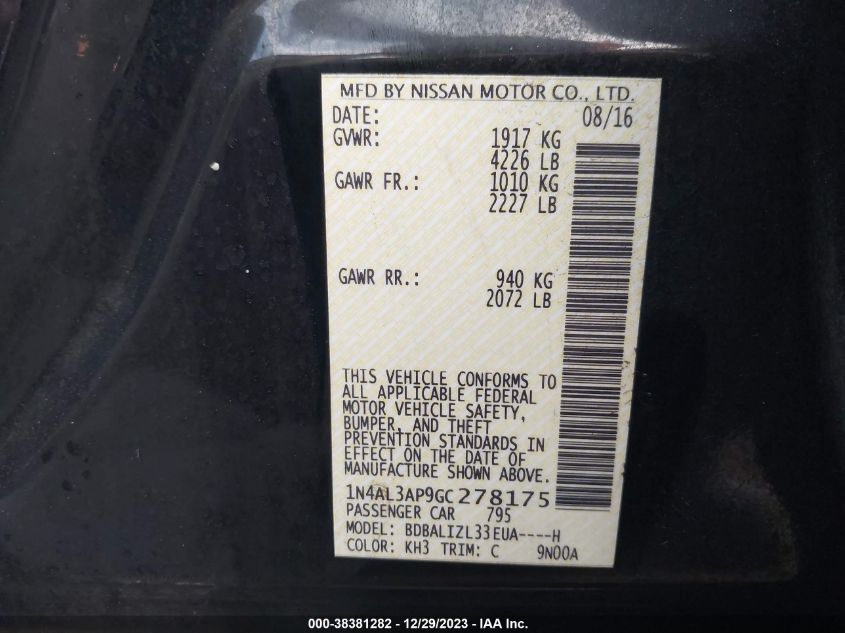 MFD BY NISSAN MOTOR CO., LTD.
DATE: 08/16
GVWR: 1917 KG
4226 LB
GAWR FR.: 1010 KG
2227 LB
GAWR RR.: 940 KG
2072 LB
THIS VEHICLE CONFORMS TO
ALL APPLICABLE FEDERAL
MOTOR VEHICLE SAFETY,
BUMPER, AND THEFT
PREVENTION STANDARDS IN
EFFECT ON THE DATE OF
MANUFACTURE SHOWN ABOVE.
1N4AL3AP9GC278175
PASSENGER CAR 795
MODEL: BDBALIZL33EUA----H
COLOR: KH3 TRIM: C 9N00A
000-38381282 - 12/29/2023 - IAA Inc.